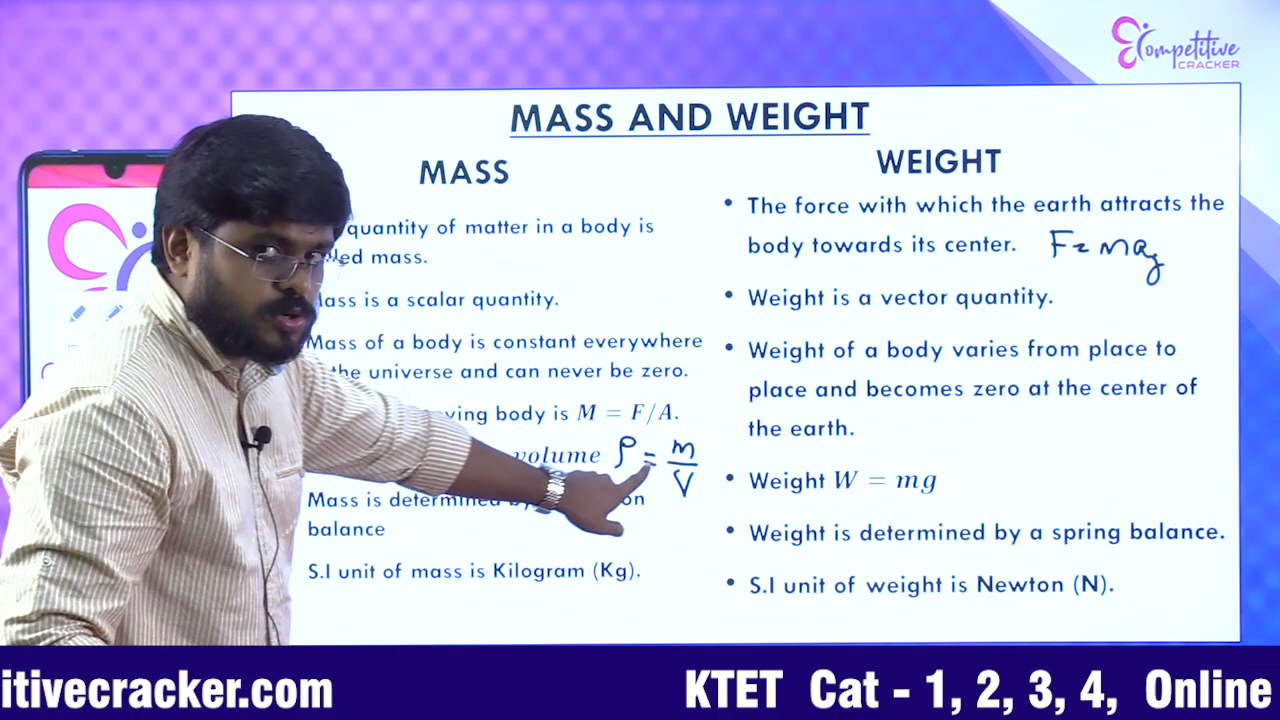 Competitive
CRACKER
MASS AND WEIGHT
MASS
quantity of matter in a body is
mass.
is a scalar quantity.
Mass of a body is constant everywhere
the universe and can never be zero.
body is M = F/A.
volume ρ = m/V
Mass is determined
balance
S.I unit of mass is Kilogram (Kg).
WEIGHT
• The force with which the earth attracts the
body towards its center. F = mag
• Weight is a vector quantity.
• Weight of a body varies from place to
place and becomes zero at the center of
the earth.
• Weight W = mg
• Weight is determined by a spring balance.
• S.I unit of weight is Newton (N).
itivecracker.com
KTET Cat - 1, 2, 3, 4, Online